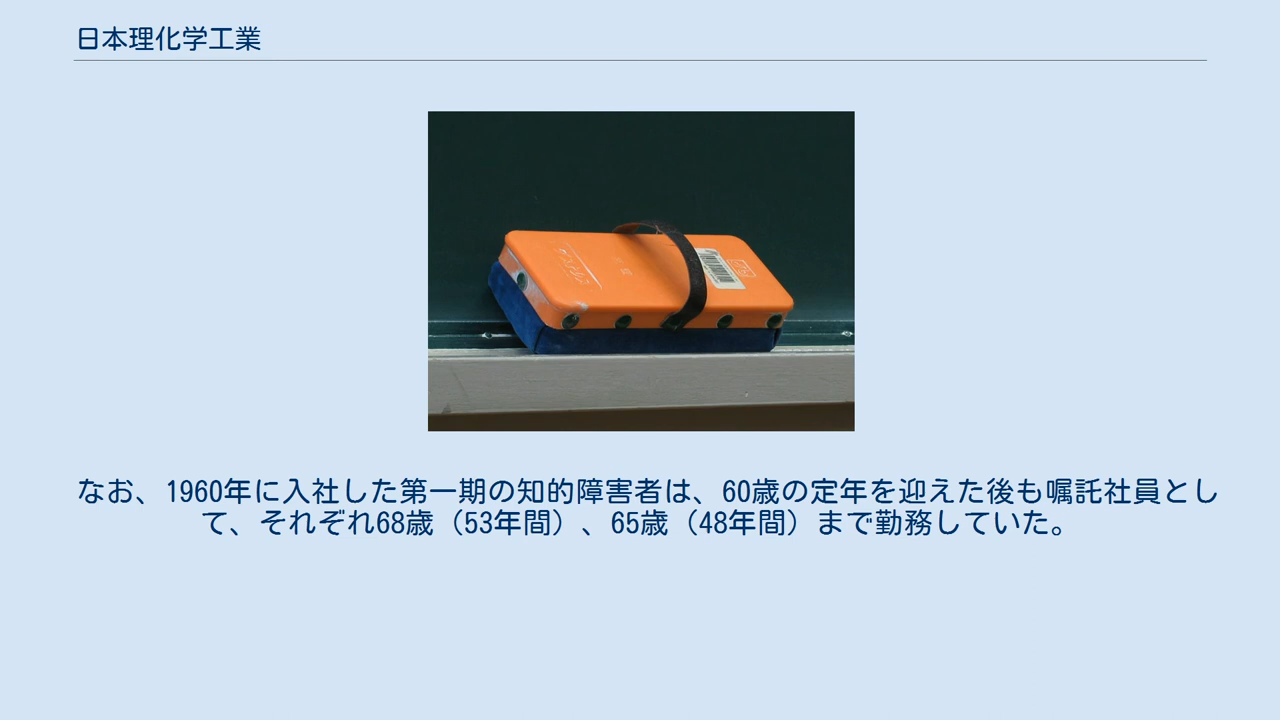 日本理化学工業
なお、1960年に入社した第一期の知的障害者は、60歳の定年を迎えた後も嘱託社員とし
て、それぞれ68歳（53年間）、65歳（48年間）まで勤務していた。